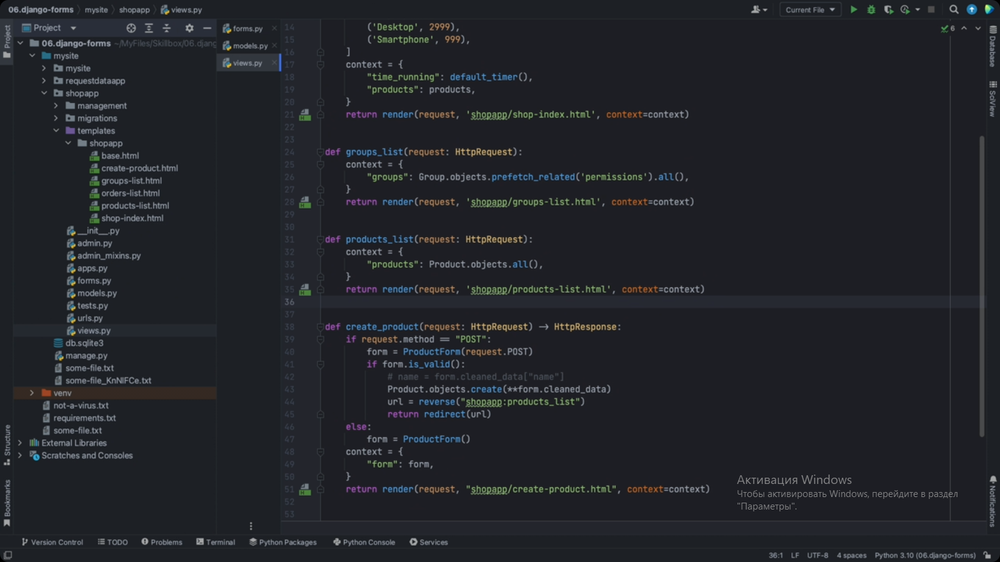 06.django-forms
mysite
shopapp
views.py
Current File
Project
Project
06.django-forms ~/MyFiles/Skillbox/06.djang
mysite
mysite
requestdataapp
shopapp
management
migrations
templates
shopapp
base.html
create-product.html
groups-list.html
orders-list.html
products-list.html
shop-index.html
__init__.py
admin.py
admin_mixins.py
apps.py
forms.py
models.py
tests.py
urls.py
views.py
db.sqlite3
manage.py
some-file.txt
some-file_KnNlFCe.txt
venv
not-a-virus.txt
requirements.txt
some-file.txt
External Libraries
Scratches and Consoles
Structure
Bookmarks
forms.py
models.py
views.py
6
14 ('Desktop', 2999),
15 ('Smartphone', 999),
16 ]
17 context = {
18 "time_running": default_timer(),
19 "products": products,
20 }
21 return render(request, 'shopapp/shop-index.html', context=context)
22
23
24 def groups_list(request: HttpRequest):
25 context = {
26 "groups": Group.objects.prefetch_related('permissions').all(),
27 }
28 return render(request, 'shopapp/groups-list.html', context=context)
29
30
31 def products_list(request: HttpRequest):
32 context = {
33 "products": Product.objects.all(),
34 }
35 return render(request, 'shopapp/products-list.html', context=context)
36
37
38 def create_product(request: HttpRequest) → HttpResponse:
39 if request.method == "POST":
40 form = ProductForm(request.POST)
41 if form.is_valid():
42 # name = form.cleaned_data["name"]
43 Product.objects.create(**form.cleaned_data)
44 url = reverse("shopapp:products_list")
45 return redirect(url)
46 else:
47 form = ProductForm()
48 context = {
49 "form": form,
50 }
51 return render(request, "shopapp/create-product.html", context=context)
52
53
Database
SciView
Notifications
Активация Windows
Чтобы активировать Windows, перейдите в раздел
"Параметры".
Version Control
TODO
Problems
Terminal
Python Packages
Python Console
Services
36:1 LF UTF-8 4 spaces Python 3.10 (06.django-forms)